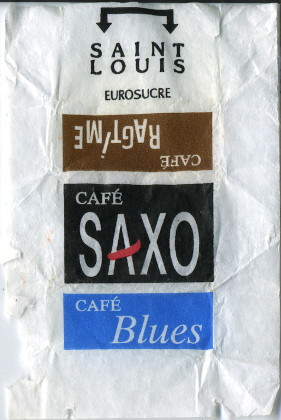 SAINT
LOUIS
EUROSUCRE
CAFÉ
RAGTIME
CAFÉ
SAXO
CAFÉ
Blues